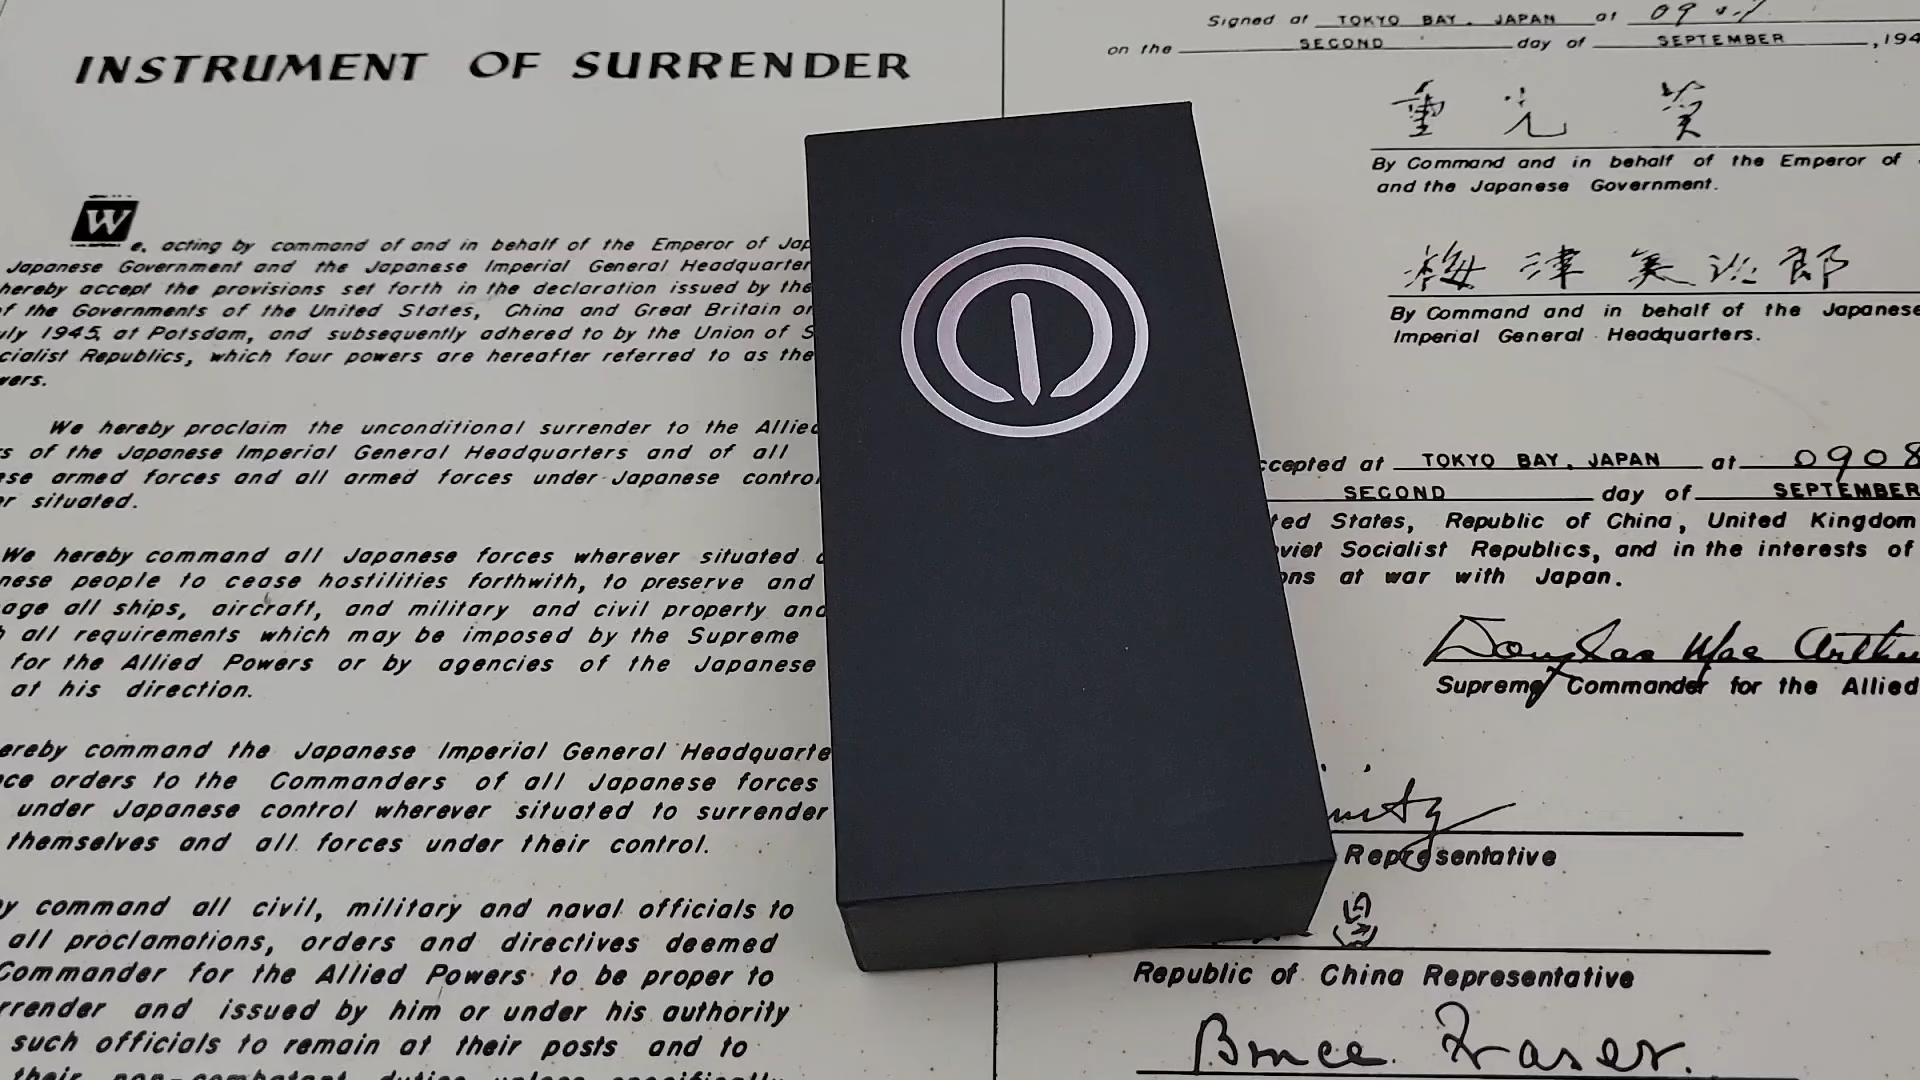 INSTRUMENT OF SURRENDER
We, acting by command of and in behalf of the Emperor of
Japanese Government and the Japanese Imperial General
hereby accept the provisions set forth in the declaration issued by the
of the Governments of the United States, China and Great Britain
1945, at Potsdam, and subsequently adhered to by the Union of
Republics, which four powers are hereafter referred to as the
We hereby proclaim the unconditional surrender to the
of the Japanese Imperial General Headquarters and of all
armed forces and all armed forces under Japanese control
situated.
We hereby command all Japanese forces wherever situated
people to cease hostilities forthwith, to preserve and
all ships, aircraft, and military and civil property and
all requirements which may be imposed by the Supreme
for the Allied Powers or by agencies of the Japanese
at his direction.
command the Japanese Imperial General
orders to the Commanders of all Japanese forces
under Japanese control wherever situated to surrender
themselves and all forces under their control.
command all civil, military and naval officials to
all proclamations, orders and directives deemed
Commander for the Allied Powers to be proper to
and issued by him or under his authority
such officials to remain at their posts and to
their
Signed at TOKYO BAY, JAPAN at
on the SECOND day of SEPTEMBER, 194
重光葵
By Command and in behalf of the Emperor of
and the Japanese Government.
梅津美治郎
By Command and in behalf of the Japanese
Imperial General Headquarters.
at TOKYO BAY, JAPAN at 0908
SECOND day of SEPTEMBER
States, Republic of China, United Kingdom
Socialist Republics, and in the interests of
at war with Japan.
Douglas MacArthur
Supreme Commander for the Allied
Representative
Republic of China Representative
Bruce Fraser.